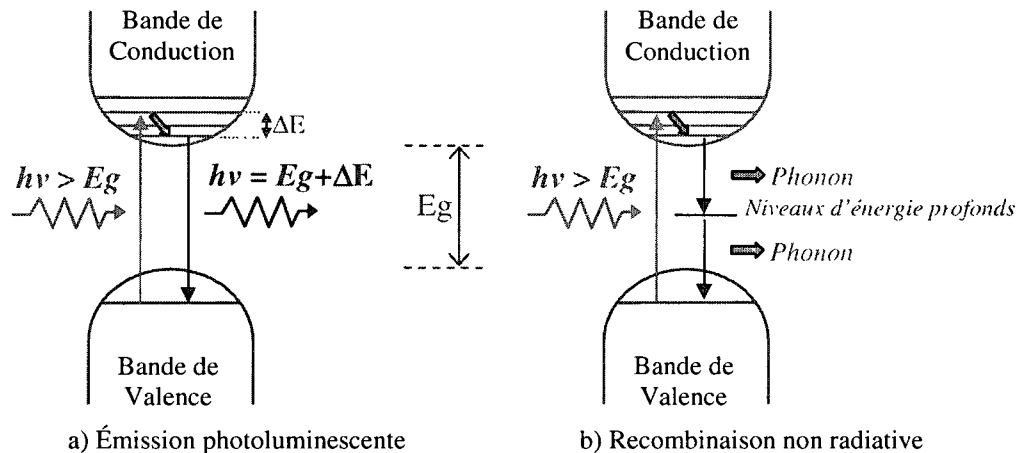 Bande de
Conduction
ΔE
hν > Eg
hν = Eg+ΔE
Eg
Bande de
Valence
a) Émission photoluminescente
Bande de
Conduction
hν > Eg
Phonon
Niveaux d'énergie profonds
Phonon
Bande de
Valence
b) Recombinaison non radiative